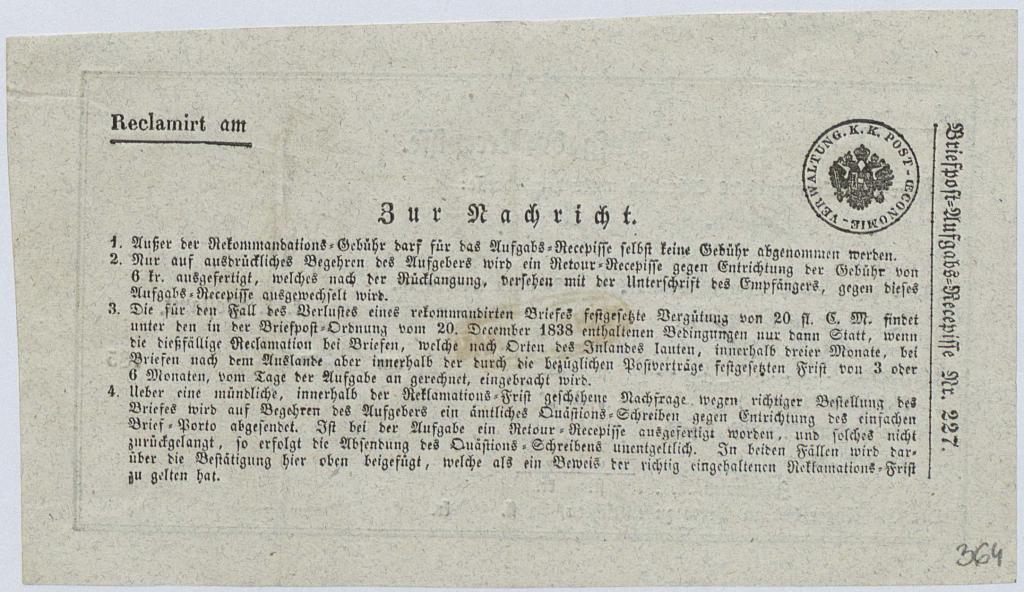 Reclamirt am
VERWALTUNG. K. K. POST-ŒCONOMIE-
Zur Nachricht.
1. Außer der Rekommandations-Gebühr darf für das Aufgabs-Recepisse selbst keine Gebühr abgenommen werden.
2. Nur auf ausdrückliches Begehren des Aufgebers wird ein Retour-Recepisse gegen Entrichtung der Gebühr von
6 kr. ausgefertigt, welches nach der Rücklangung, versehen mit der Unterschrift des Empfängers, gegen dieses
Aufgabs-Recepisse ausgewechselt wird.
3. Die für den Fall des Verlustes eines rekommandirten Briefes festgesetzte Vergütung von 20 fl. C. M. findet
unter den in der Briefpost-Ordnung vom 20. December 1838 enthaltenen Bedingungen nur dann Statt, wenn
die dießfällige Reclamation bei Briefen, welche nach Orten des Inlandes lauten, innerhalb dreier Monate, bei
Briefen nach dem Auslande aber innerhalb der durch die bezüglichen Postverträge festgesetzten Frist von 3 oder
6 Monaten, vom Tage der Aufgabe an gerechnet, eingebracht wird.
4. Ueber eine mündliche, innerhalb der Reklamations-Frist geschehene Nachfrage wegen richtiger Bestellung des
Briefes wird auf Begehren des Aufgebers ein ämtliches Quästions-Schreiben gegen Entrichtung des einfachen
Brief-Porto abgesendet. Ist bei der Aufgabe ein Retour-Recepisse ausgefertigt worden, und solches nicht
zurückgelangt, so erfolgt die Absendung des Quästions-Schreibens unentgeltlich. In beiden Fällen wird dar-
über die Bestätigung hier oben beigefügt, welche als ein Beweis der richtig eingehaltenen Reklamations-Frist
zu gelten hat.
Briefpost-Aufgabs-Recepisse Nr. 227.
364